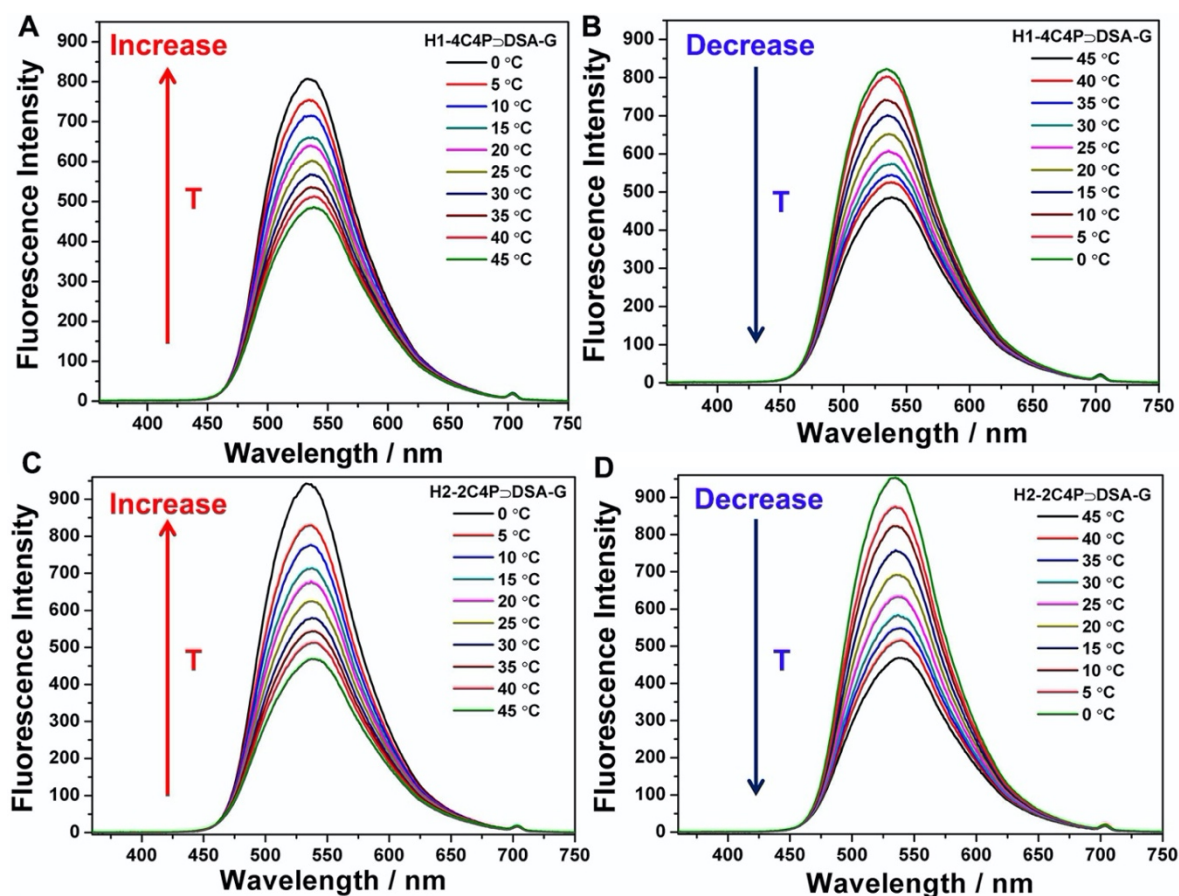 A
Increase
T
H1-4C4P⊃DSA-G
0 °C
5 °C
10 °C
15 °C
20 °C
25 °C
30 °C
35 °C
40 °C
45 °C
Fluorescence Intensity
900
800
700
600
500
400
300
200
100
0
400 450 500 550 600 650 700 750
Wavelength / nm
B
Decrease
T
H1-4C4P⊃DSA-G
45 °C
40 °C
35 °C
30 °C
25 °C
20 °C
15 °C
10 °C
5 °C
0 °C
Fluorescence Intensity
900
800
700
600
500
400
300
200
100
0
400 450 500 550 600 650 700 750
Wavelength / nm
C
Increase
T
H2-2C4P⊃DSA-G
0 °C
5 °C
10 °C
15 °C
20 °C
25 °C
30 °C
35 °C
40 °C
45 °C
Fluorescence Intensity
900
800
700
600
500
400
300
200
100
0
400 450 500 550 600 650 700 750
Wavelength / nm
D
Decrease
T
H2-2C4P⊃DSA-G
45 °C
40 °C
35 °C
30 °C
25 °C
20 °C
15 °C
10 °C
5 °C
0 °C
Fluorescence Intensity
900
800
700
600
500
400
300
200
100
0
400 450 500 550 600 650 700 750
Wavelength / nm